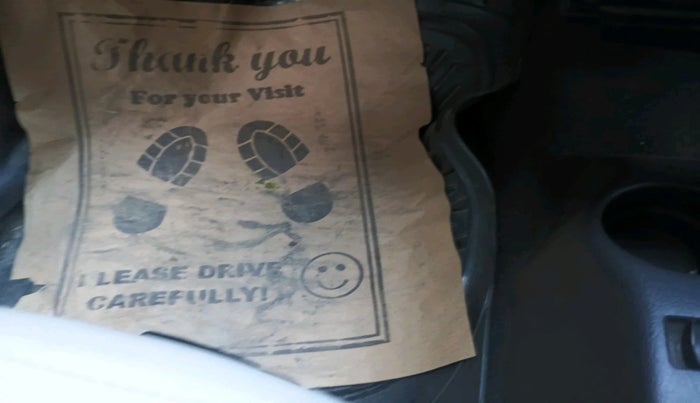 Thank you
For your Visit
PLEASE DRIVE
CAREFULLY!